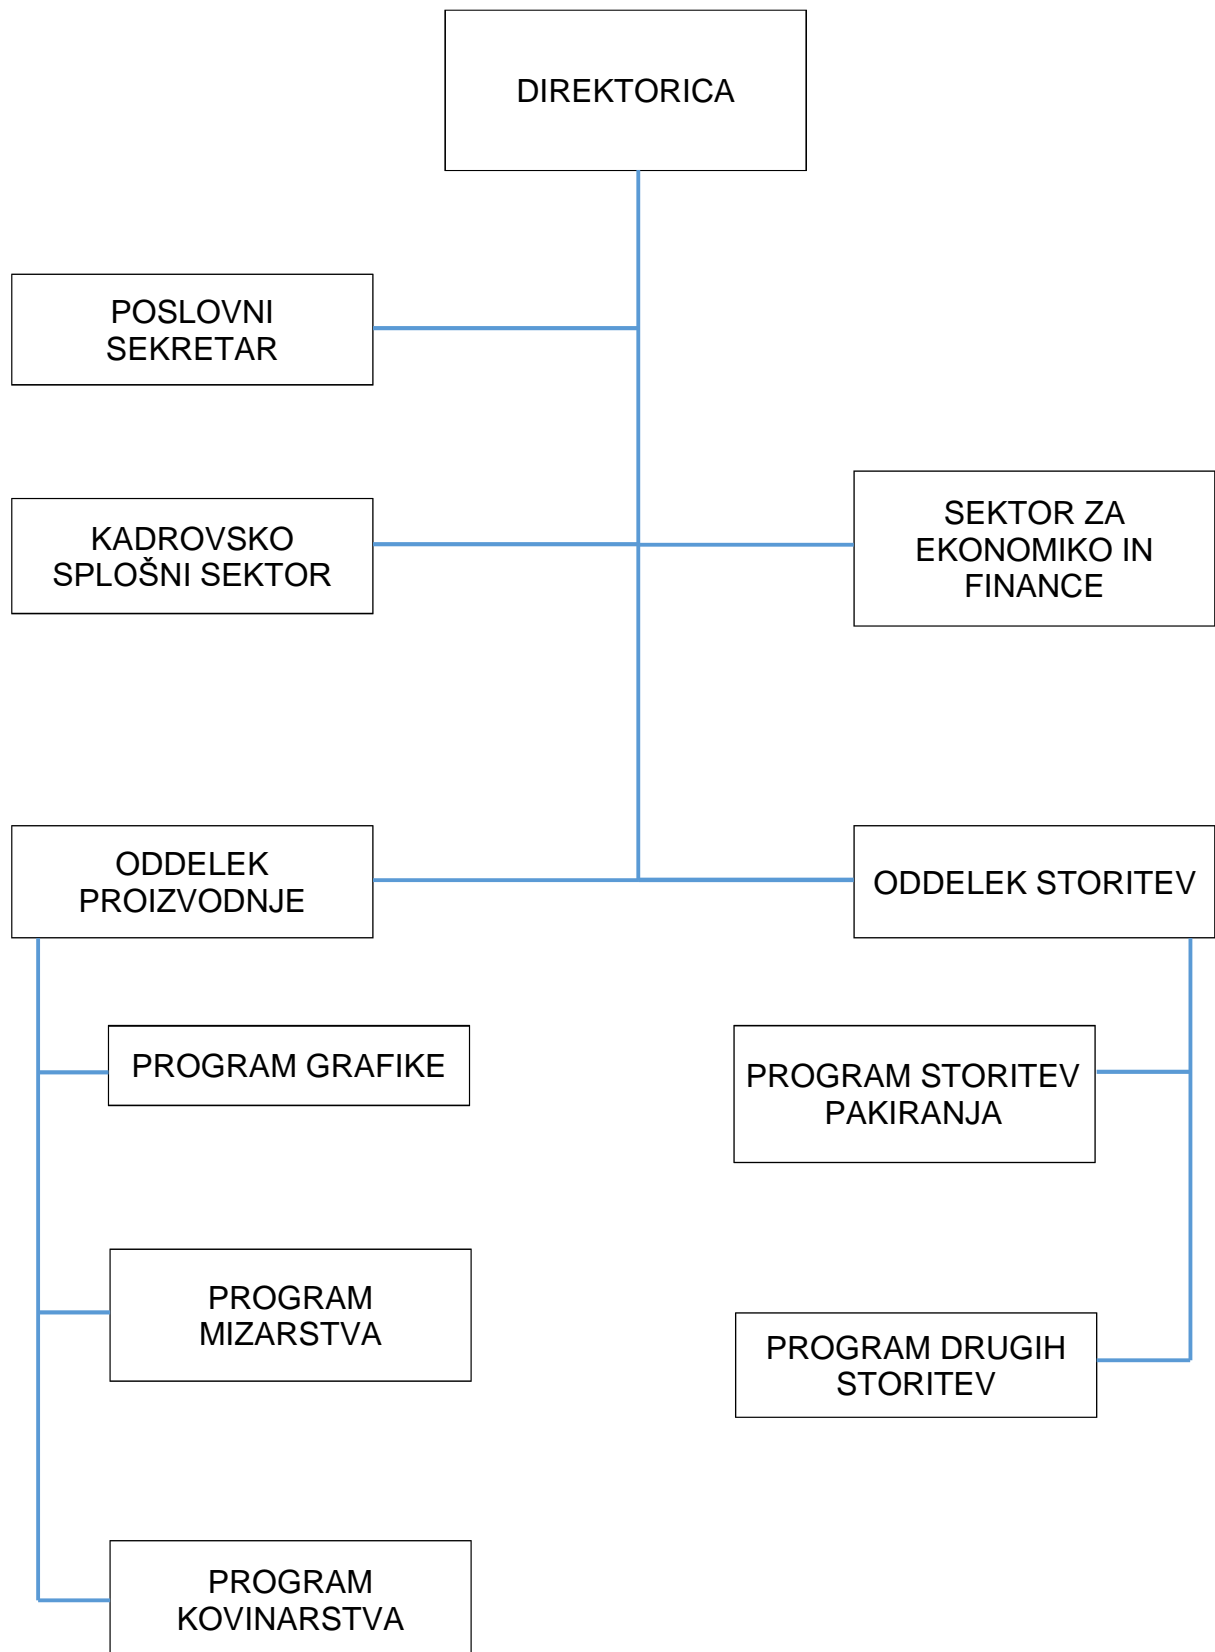 DIREKTORICA
POSLOVNI
SEKRETAR
KADROVSKO
SPLOŠNI SEKTOR
SEKTOR ZA
EKONOMIKO IN
FINANCE
ODDELEK
PROIZVODNJE
ODDELEK STORITEV
PROGRAM GRAFIKE
PROGRAM STORITEV
PAKIRANJA
PROGRAM
MIZARSTVA
PROGRAM DRUGIH
STORITEV
PROGRAM
KOVINARSTVA